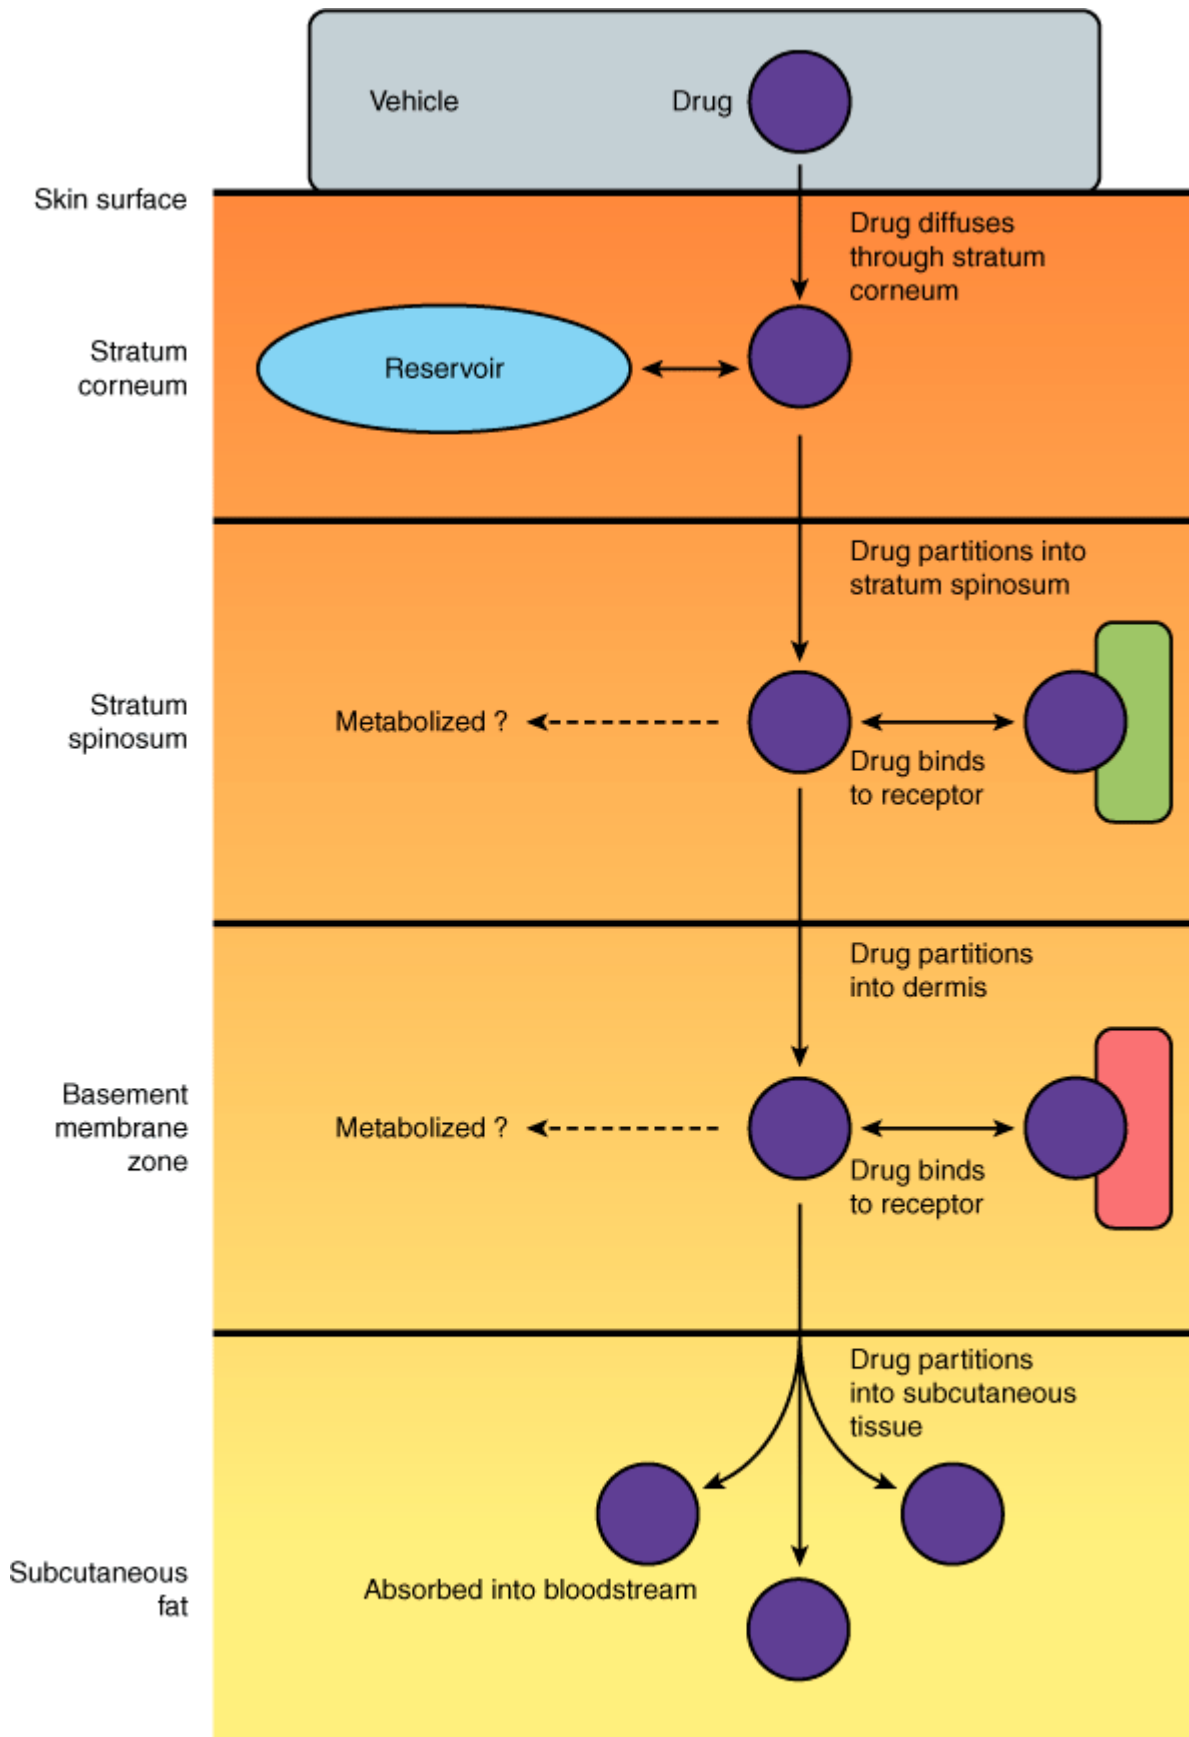 Vehicle
Drug
Skin surface
Drug diffuses
through stratum
corneum
Stratum
corneum
Reservoir
Drug partitions into
stratum spinosum
Stratum
spinosum
Metabolized ?
Drug binds
to receptor
Drug partitions
into dermis
Basement
membrane
zone
Metabolized ?
Drug binds
to receptor
Drug partitions
into subcutaneous
tissue
Subcutaneous
fat
Absorbed into bloodstream